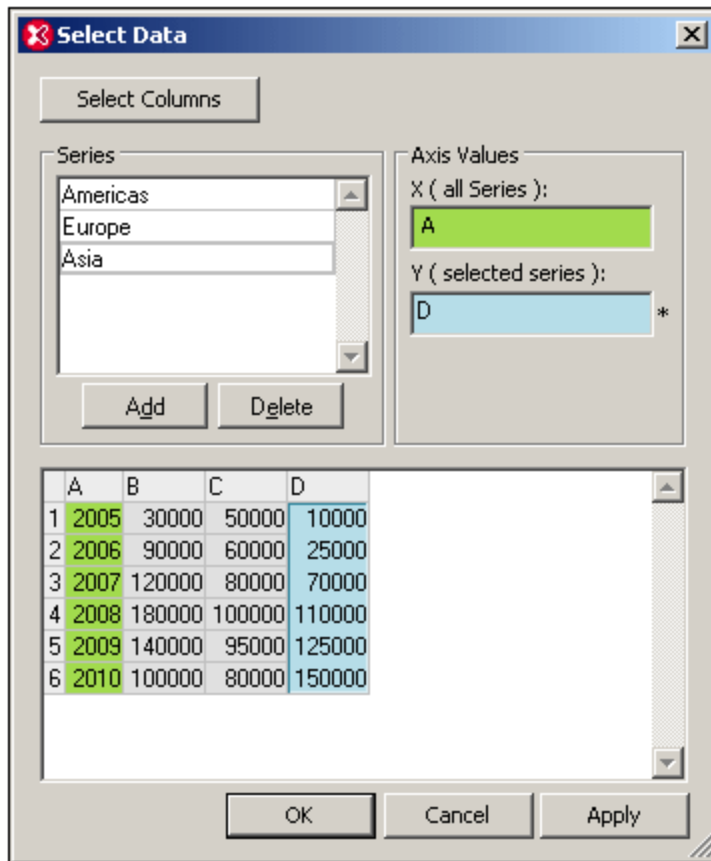 Select Data
Select Columns
Series
Americas
Europe
Asia
Add Delete
Axis Values
X ( all Series ):
A
Y ( selected series ):
D *
A B C D
1 2005 30000 50000 10000
2 2006 90000 60000 25000
3 2007 120000 80000 70000
4 2008 180000 100000 110000
5 2009 140000 95000 125000
6 2010 100000 80000 150000
OK Cancel Apply